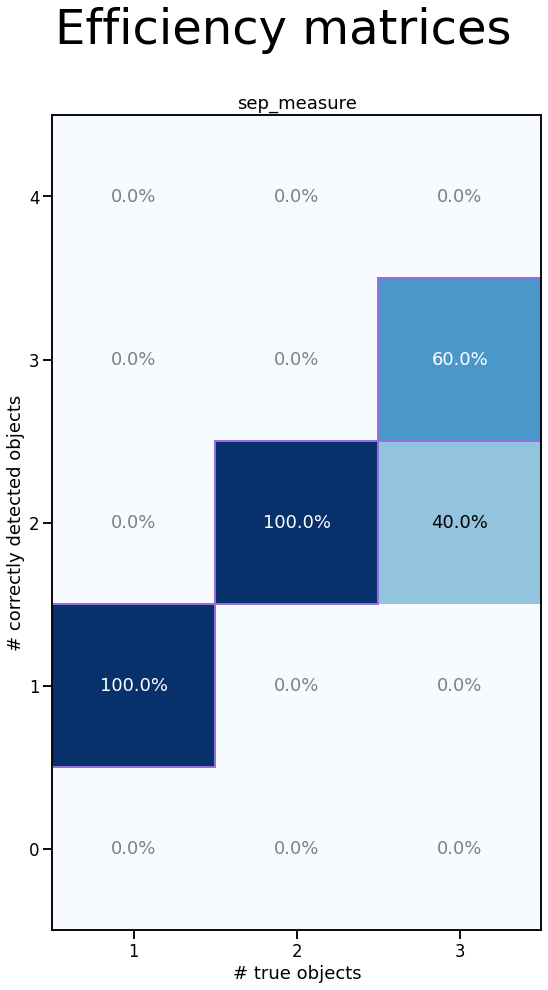 Efficiency matrices
sep_measure
4 0.0% 0.0% 0.0%
3 0.0% 0.0% 60.0%
2 0.0% 100.0% 40.0%
1 100.0% 0.0% 0.0%
0 0.0% 0.0% 0.0%
# correctly detected objects
1 2 3
# true objects